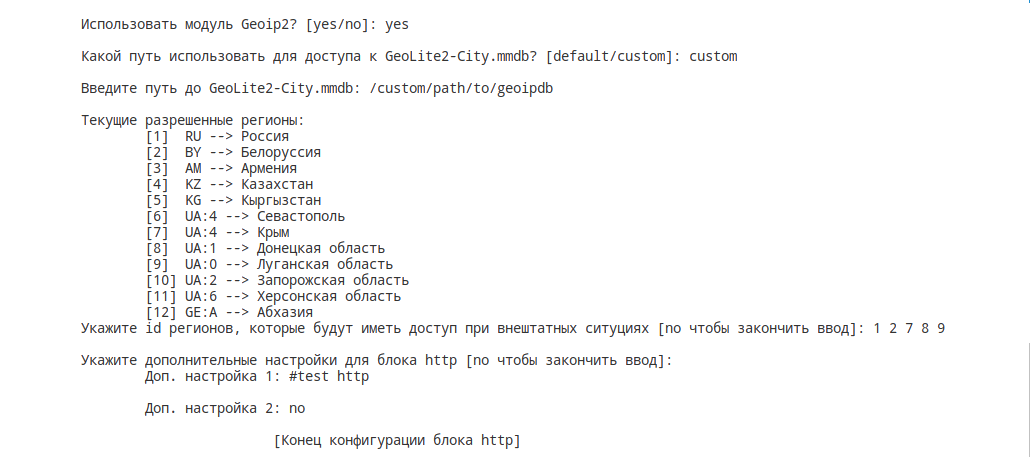 Использовать модуль Geoip2? [yes/no]: yes
Какой путь использовать для доступа к GeoLite2-City.mmdb? [default/custom]: custom
Введите путь до GeoLite2-City.mmdb: /custom/path/to/geoipdb
Текущие разрешенные регионы:
[1] RU --> Россия
[2] BY --> Белоруссия
[3] AM --> Армения
[4] KZ --> Казахстан
[5] KG --> Кыргызстан
[6] UA:4 --> Севастополь
[7] UA:4 --> Крым
[8] UA:1 --> Донецкая область
[9] UA:0 --> Луганская область
[10] UA:2 --> Запорожская область
[11] UA:6 --> Херсонская область
[12] GE:A --> Абхазия
Укажите id регионов, которые будут иметь доступ при внештатных ситуциях [no чтобы закончить ввод]: 1 2 7 8 9
Укажите дополнительные настройки для блока http [no чтобы закончить ввод]:
Доп. настройка 1: #test http
Доп. настройка 2: no
[Конец конфигурации блока http]